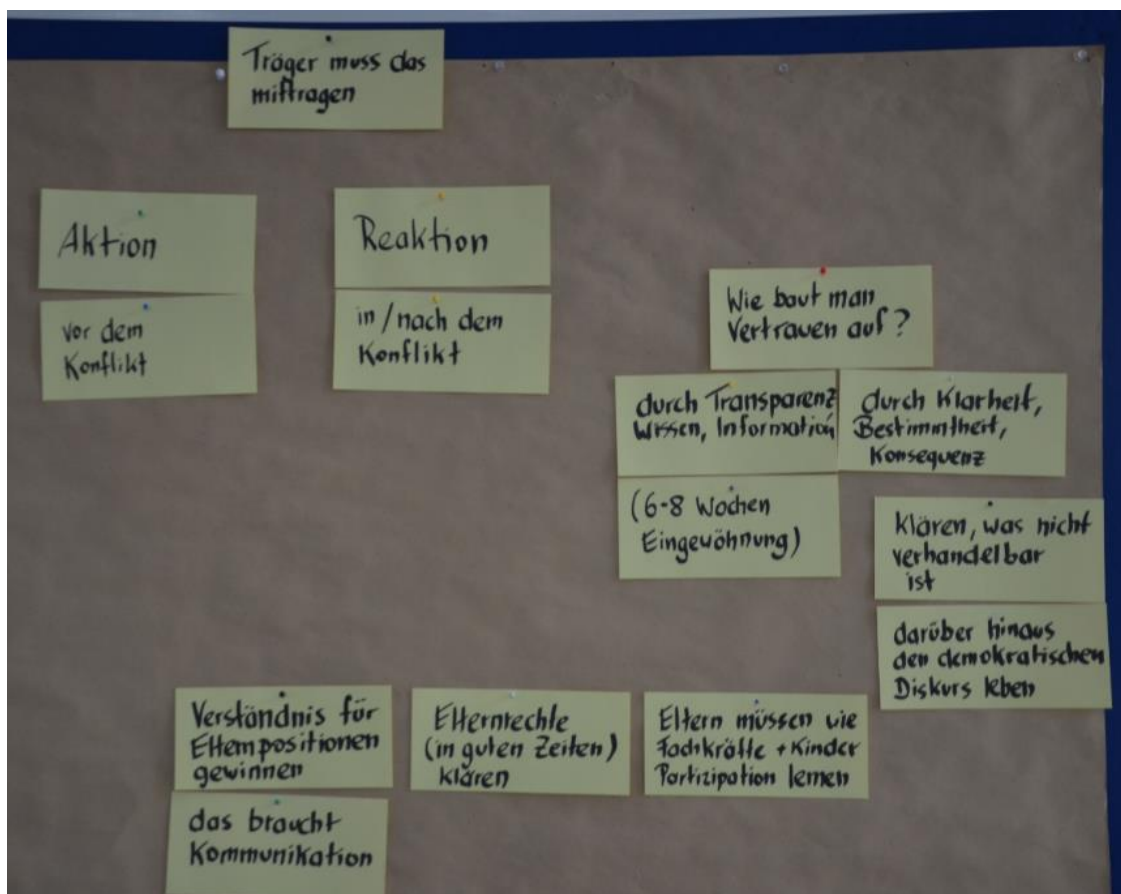 Träger muss das
mittragen
Aktion
vor dem
Konflikt
Reaktion
in / nach dem
Konflikt
Wie baut man
Vertrauen auf ?
durch Transparenz
Wissen, Information
(6-8 Wochen
Eingewöhnung)
durch Klarheit,
Bestimmtheit,
Konsequenz
Klären, was nicht
verhandelbar
ist
darüber hinaus
den demokratischen
Diskurs leben
Verständnis für
Elternpositionen
gewinnen
das braucht
Kommunikation
Elternrechte
(in guten Zeiten)
klären
Eltern müssen wie
Fachkräfte + Kinder
Partizipation lernen